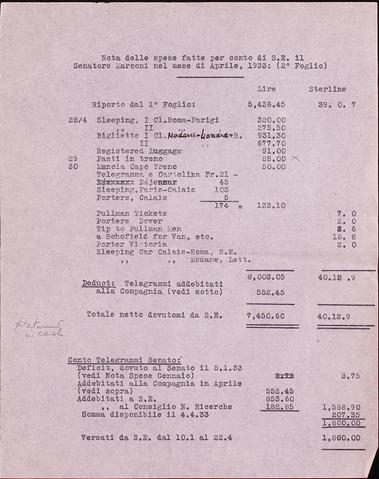 Nota delle spese fatte per conto di S.E. il
Senatore Marconi nel mese di Aprile, 1933: (2° Foglio)
Lire Sterline
Riporto dal 1° Foglio: 5,436.45 39. 0. 7
28/4 Sleeping, I Cl.Roma-Parigi 320.00
,, II 275.50
Biglietto I Cl. Modane-Londres R. 931.30
II 677.70
Registered Luggage 91.00
29 Pasti in treno 88.00 x
30 Mancia Capo Treno 50.00
Telegramma e Cartolina Fr.21 -
Déjeuner 45
Sleeping,Paris-Calais 103
Porters, Calais 5
174 = 133.10
Pullman Tickets 7. 0
Porters Dover 2. 0
Tip to Pullman Men 2. 6
a Schofield for Van, etc. 18. 8
Porter Victoria 2. 0
Sleeping Car Calais-Roma, S.E.
,, ,, Modane, Lett.
8,003.05 40.12 .9
Deduct: Telegrammi addebitati
alla Compagnia (vedi sotto) 552.45
Totale netto dovutomi da S.E. 7,450.60 40.12.9
x returned in cash
Conto Telegrammi Senato:
Deficit, dovuto al Senato il 5.1.33
(vedi Nota Spese Gennaio) 3.75
Addebitati alla Compagnia in Aprile
(vedi sopra) 552.45
Addebitati a S.E. 853.60
,, al Consiglio N. Ricerche 182.85 1,588.90
Somma disponibile il 4.4.33 207.35
1,800.00
Versati da S.E. dal 10.1 al 22.4 1,800.00